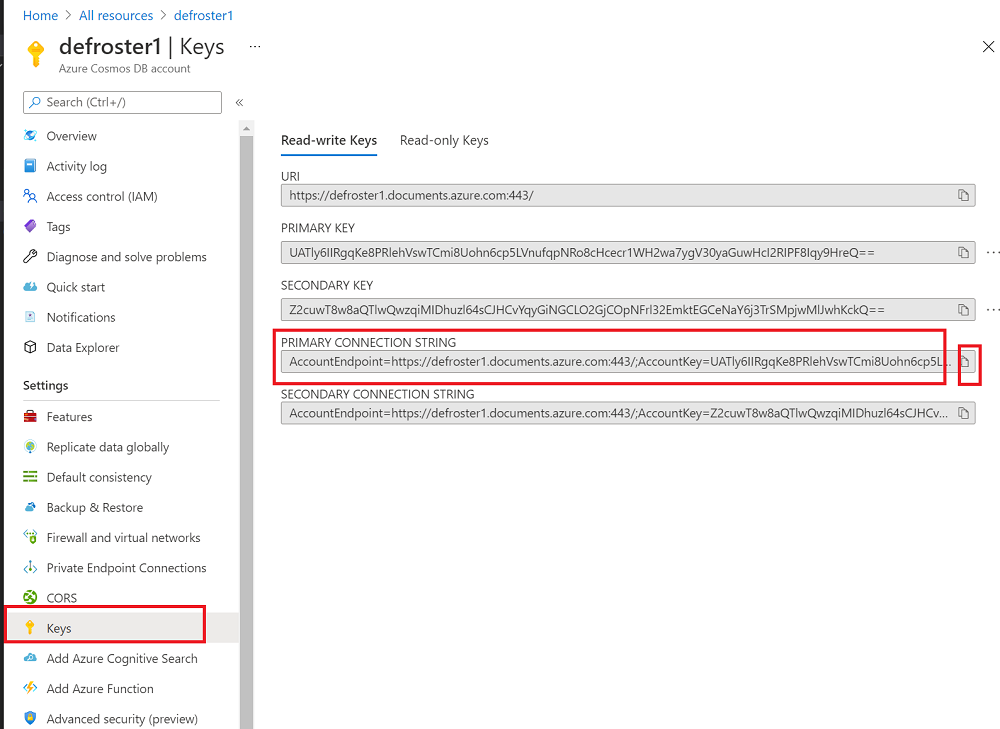 Home > All resources > defroster1
defroster1 | Keys ...
Azure Cosmos DB account
Search (Ctrl+/)
«
Overview
Activity log
Access control (IAM)
Tags
Diagnose and solve problems
Quick start
Notifications
Data Explorer
Settings
Features
Replicate data globally
Default consistency
Backup & Restore
Firewall and virtual networks
Private Endpoint Connections
CORS
Keys
Add Azure Cognitive Search
Add Azure Function
Advanced security (preview)
Read-write Keys Read-only Keys
URI
https://defroster1.documents.azure.com:443/
PRIMARY KEY
UATly6IIRgqKe8PRlehVswTCmi8Uohn6cp5LVnufqpNRo8cHcecr1WH2wa7ygV30yaGuwHcI2RIPF8Iqy9HreQ==
SECONDARY KEY
Z2cuwT8w8aQTlwQwzqiMIDhuzl64sCJHCvYqyGiNGCLO2GjCOpNFrl32EmktEGCeNaY6j3TrSMpjwMlJwhKckQ==
PRIMARY CONNECTION STRING
AccountEndpoint=https://defroster1.documents.azure.com:443/;AccountKey=UATly6IIRgqKe8PRlehVswTCmi8Uohn6cp5L...
SECONDARY CONNECTION STRING
AccountEndpoint=https://defroster1.documents.azure.com:443/;AccountKey=Z2cuwT8w8aQTlwQwzqiMIDhuzl64sCJHCv...